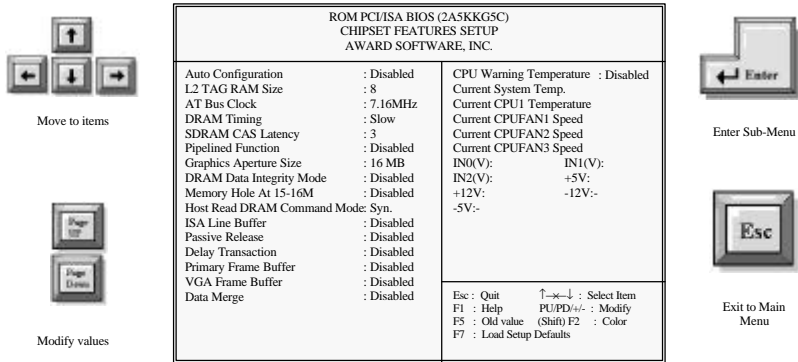 ROM PCI/ISA BIOS (2A5KKG5C)
CHIPSET FEATURES SETUP
AWARD SOFTWARE, INC.
Auto Configuration : Disabled
L2 TAG RAM Size : 8
AT Bus Clock : 7.16MHz
DRAM Timing : Slow
SDRAM CAS Latency : 3
Pipelined Function : Disabled
Graphics Aperture Size : 16 MB
DRAM Data Integrity Mode : Disabled
Memory Hole At 15-16M : Disabled
Host Read DRAM Command Mode: Syn.
ISA Line Buffer : Disabled
Passive Release : Disabled
Delay Transaction : Disabled
Primary Frame Buffer : Disabled
VGA Frame Buffer : Disabled
Data Merge : Disabled
CPU Warning Temperature : Disabled
Current System Temp.
Current CPU1 Temperature
Current CPUFAN1 Speed
Current CPUFAN2 Speed
Current CPUFAN3 Speed
IN0(V): IN1(V):
IN2(V): +5V:
+12V: -12V:-
-5V:-
Esc : Quit ↑→←↓ : Select Item
F1 : Help PU/PD/+/- : Modify
F5 : Old value (Shift) F2 : Color
F7 : Load Setup Defaults
Move to items
Page
UP
Page
Down
Modify values
Enter
Enter Sub-Menu
Esc
Exit to Main
Menu